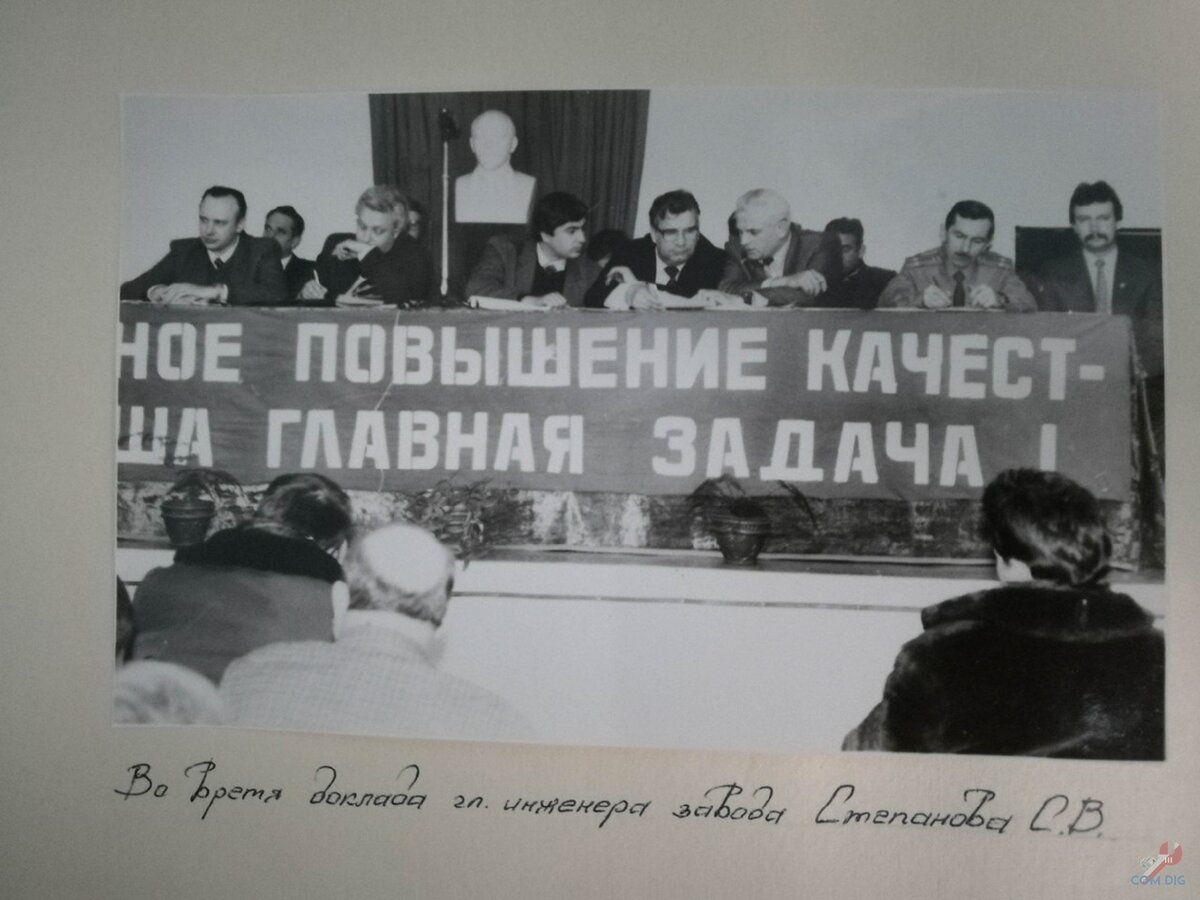 НОЕ ПОВЫШЕНИЕ КАЧЕСТ-
ША ГЛАВНАЯ ЗАДАЧА !
Во время доклада гл. инженера завода Степанова С.В.
COM DIG